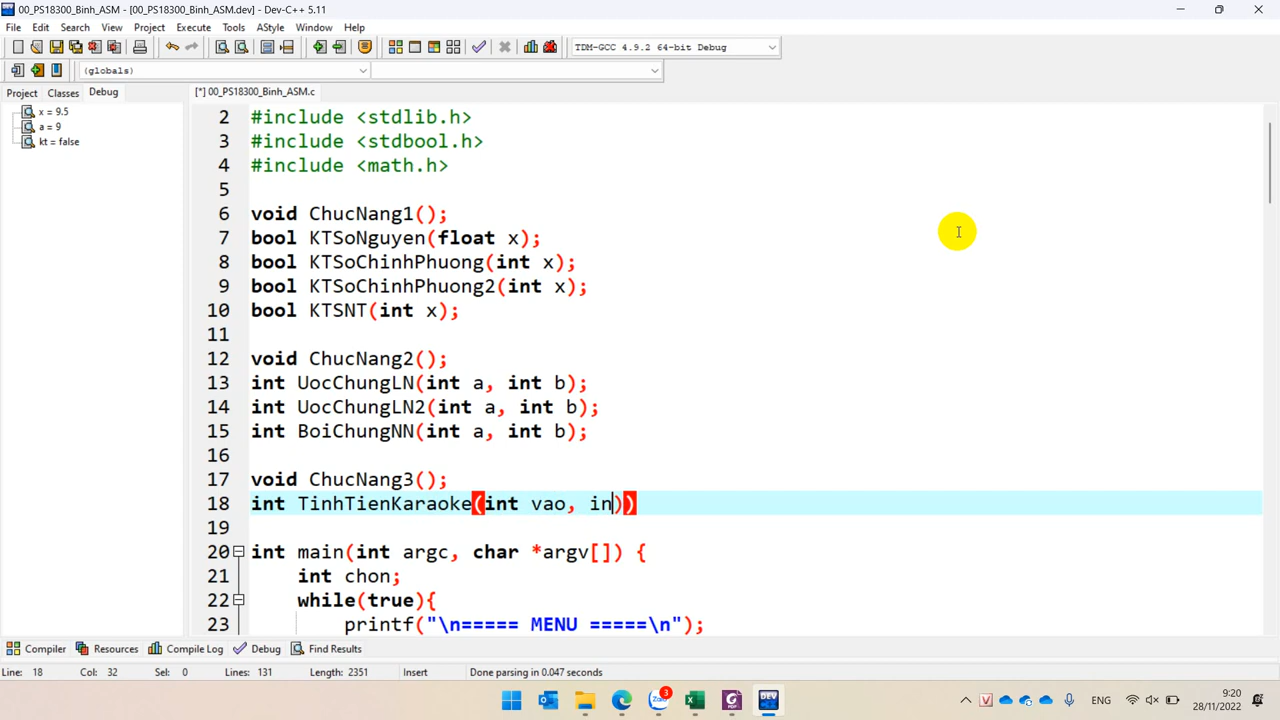 00_PS18300_Binh_ASM - [00_PS18300_Binh_ASM.dev] - Dev-C++ 5.11
File Edit Search View Project Execute Tools AStyle Window Help
TDM-GCC 4.9.2 64-bit Debug
(globals)
Project Classes Debug
[*] 00_PS18300_Binh_ASM.c
x = 9.5
a = 9
kt = false
2 #include <stdlib.h>
3 #include <stdbool.h>
4 #include <math.h>
5
6 void ChucNang1();
7 bool KTSoNguyen(float x);
8 bool KTSoChinhPhuong(int x);
9 bool KTSoChinhPhuong2(int x);
10 bool KTSNT(int x);
11
12 void ChucNang2();
13 int UocChungLN(int a, int b);
14 int UocChungLN2(int a, int b);
15 int BoiChungNN(int a, int b);
16
17 void ChucNang3();
18 int TinhTienKaraoke(int vao, in))
19
20 int main(int argc, char *argv[]) {
21 int chon;
22 while(true){
23 printf("\n===== MENU =====\n");
Compiler Resources Compile Log Debug Find Results
Line: 18 Col: 32 Sel: 0 Lines: 131 Length: 2351 Insert Done parsing in 0.047 seconds
3
DEV
ENG
9:20
28/11/2022